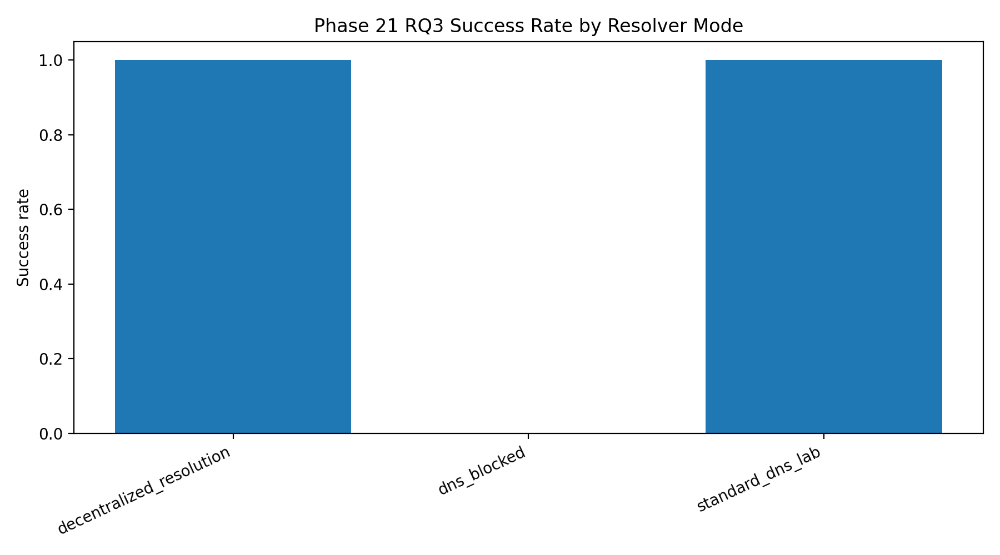 Phase 21 RQ3 Success Rate by Resolver Mode
Success rate
1.0
0.8
0.6
0.4
0.2
0.0
decentralized_resolution
dns_blocked
standard_dns_lab